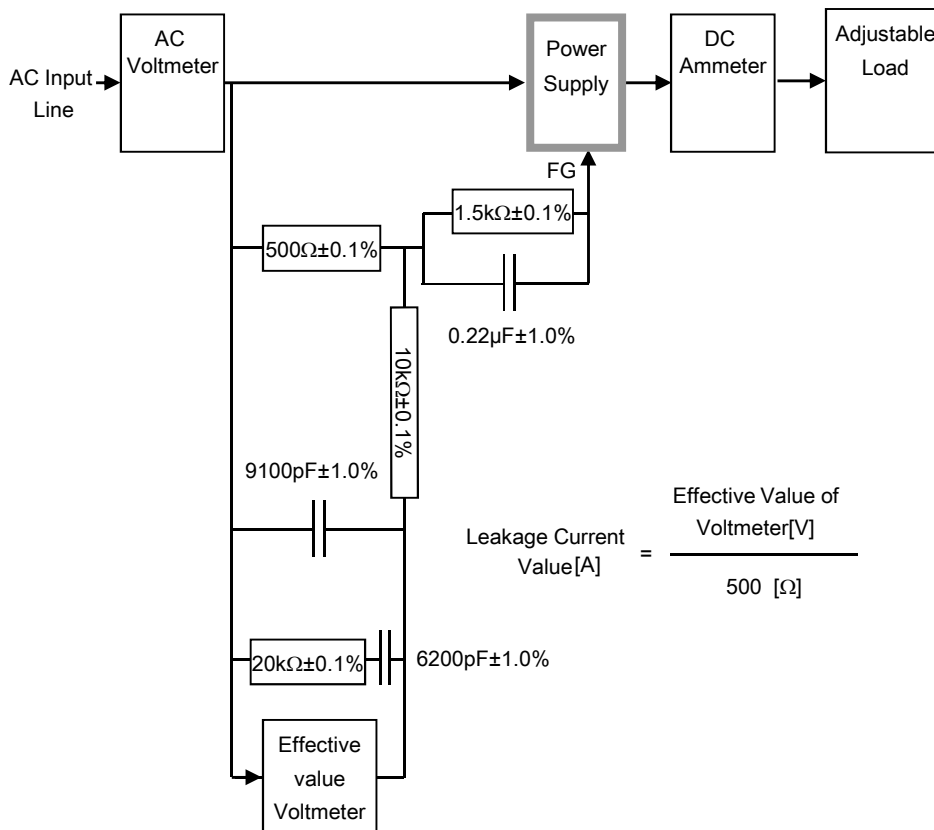 AC Input
Line
AC
Voltmeter
Power
Supply
DC
Ammeter
Adjustable
Load
FG
1.5kΩ±0.1%
500Ω±0.1%
0.22µF±1.0%
10kΩ±0.1%
9100pF±1.0%
20kΩ±0.1%
6200pF±1.0%
Effective
value
Voltmeter
Leakage Current
Value[A]
=
Effective Value of
Voltmeter[V]
500 [Ω]